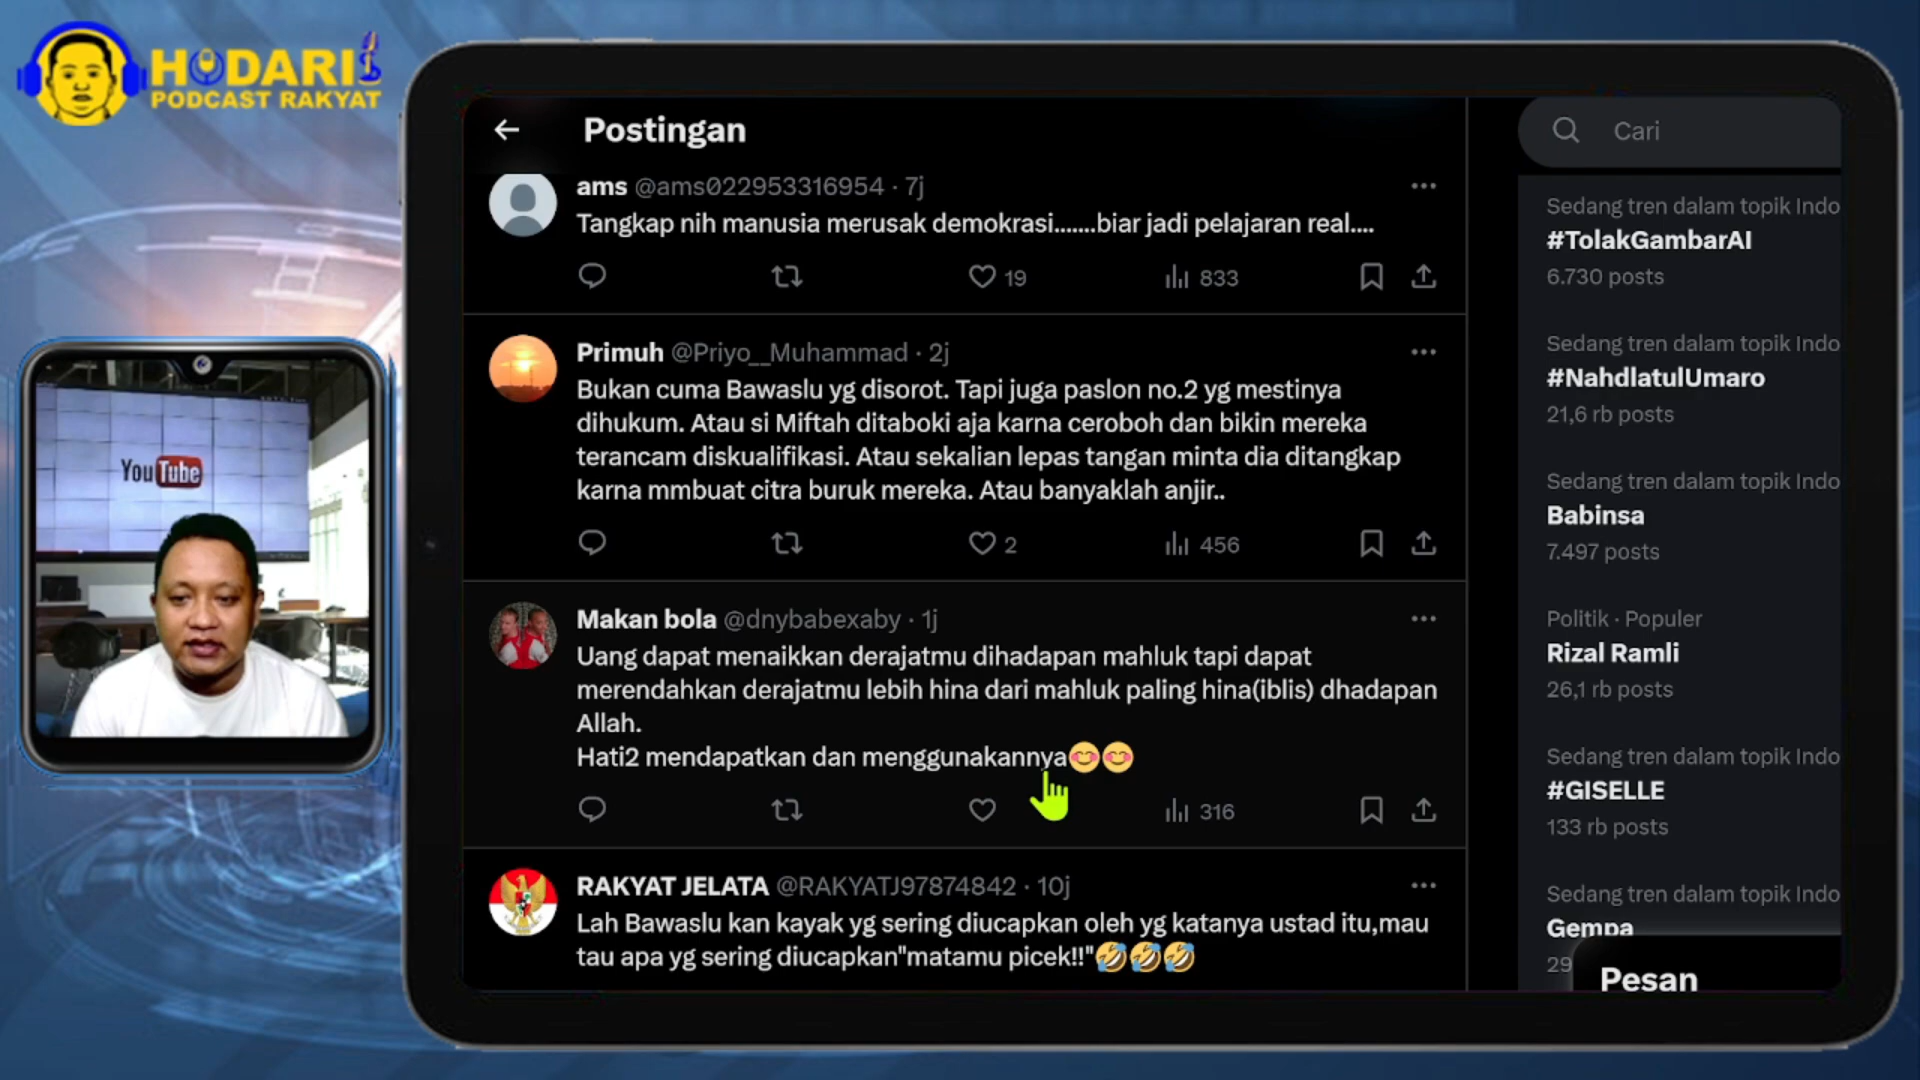 HODARI
PODCAST RAKYAT
YouTube
Postingan
ams @ams022953316954 · 7j
Tangkap nih manusia merusak demokrasi.......biar jadi pelajaran real....
19
833
Primuh @Priyo__Muhammad · 2j
Bukan cuma Bawaslu yg disorot. Tapi juga paslon no.2 yg mestinya
dihukum. Atau si Miftah ditaboki aja karna ceroboh dan bikin mereka
terancam diskualifikasi. Atau sekalian lepas tangan minta dia ditangkap
karna mmbuat citra buruk mereka. Atau banyaklah anjir..
2
456
Makan bola @dnybabexaby · 1j
Uang dapat menaikkan derajatmu dihadapan mahluk tapi dapat
merendahkan derajatmu lebih hina dari mahluk paling hina(iblis) dhadapan
Allah.
Hati2 mendapatkan dan menggunakannya😊😊
316
RAKYAT JELATA @RAKYATJ97874842 · 10j
Lah Bawaslu kan kayak yg sering diucapkan oleh yg katanya ustad itu,mau
tau apa yg sering diucapkan"matamu picek!!"🤣🤣🤣
Cari
Sedang tren dalam topik Indo
#TolakGambarAI
6.730 posts
Sedang tren dalam topik Indo
#NahdlatulUmaro
21,6 rb posts
Sedang tren dalam topik Indo
Babinsa
7.497 posts
Politik · Populer
Rizal Ramli
26,1 rb posts
Sedang tren dalam topik Indo
#GISELLE
133 rb posts
Sedang tren dalam topik Indo
Gempa
29
Pesan